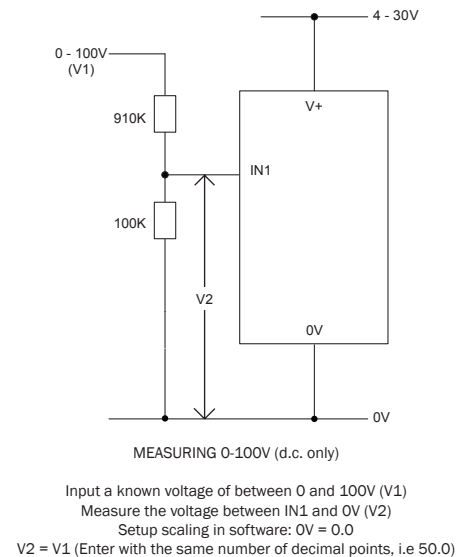 4 - 30V
0 - 100V
(V1)
V+
910K
IN1
100K
V2
0V
0V
MEASURING 0-100V (d.c. only)
Input a known voltage of between 0 and 100V (V1)
Measure the voltage between IN1 and 0V (V2)
Setup scaling in software: 0V = 0.0
V2 = V1 (Enter with the same number of decimal points, i.e 50.0)